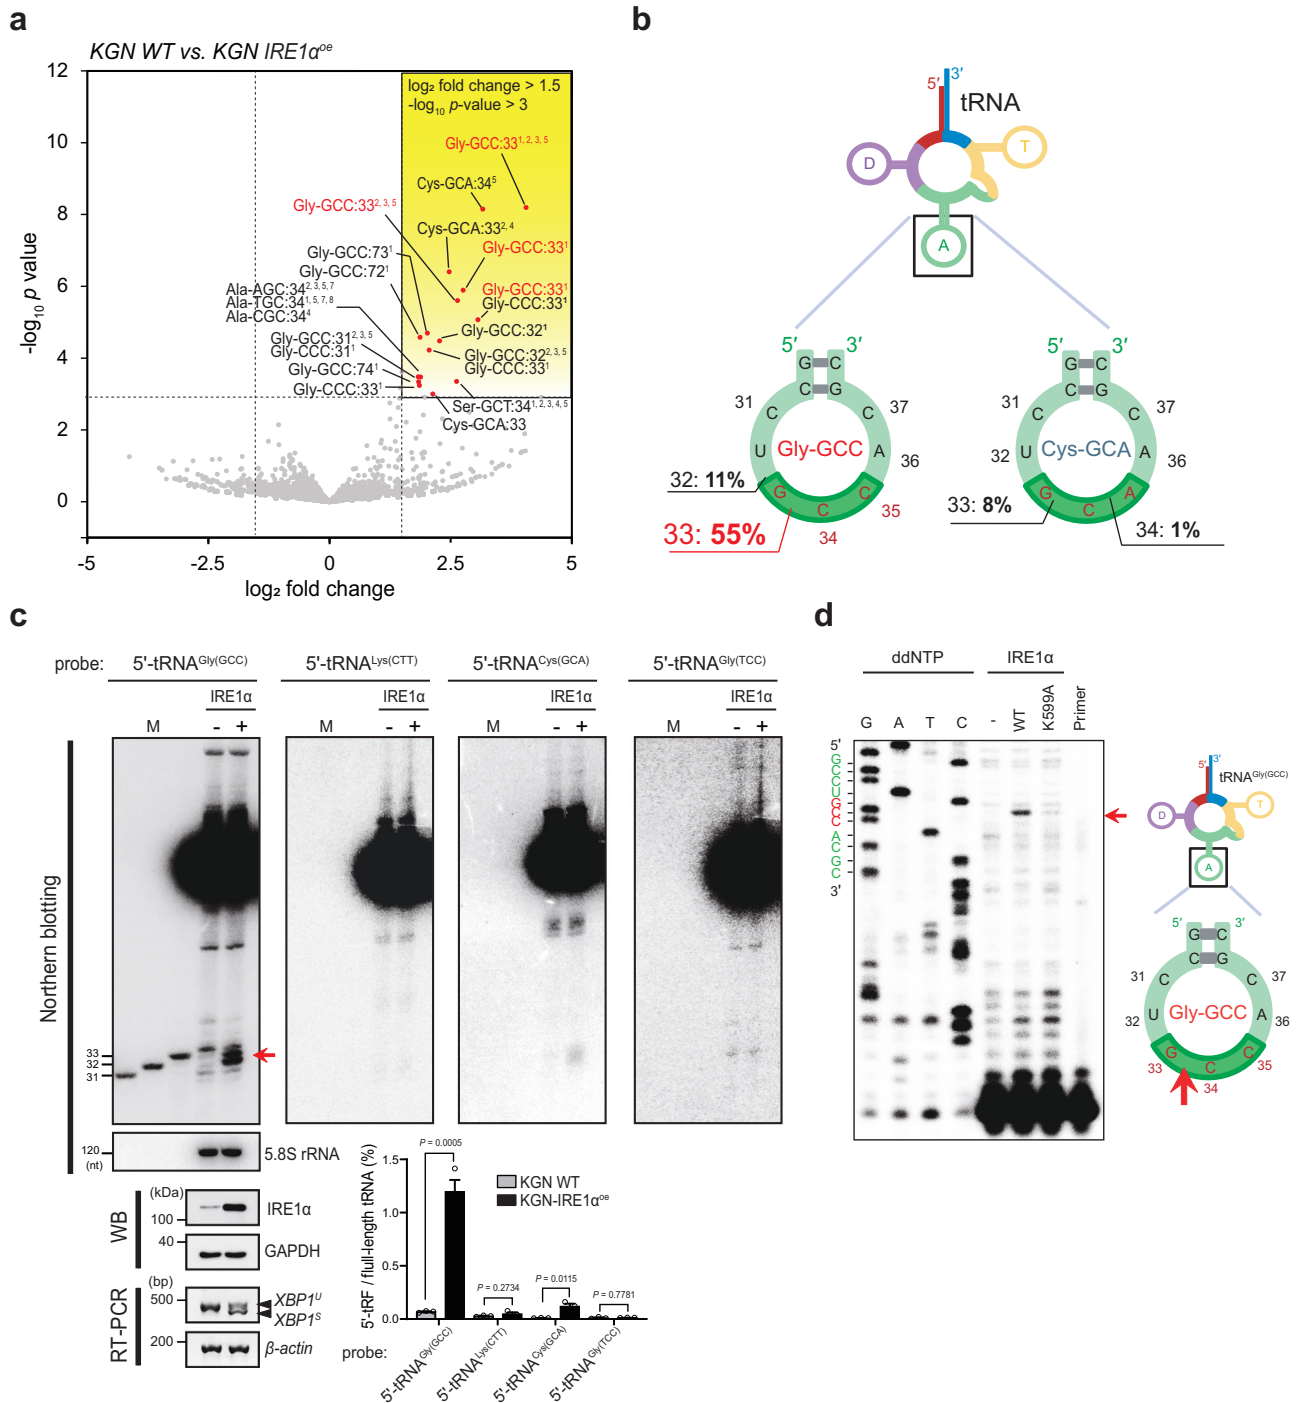 a
KGN WT vs. KGN IRE1α^oe
log₂ fold change > 1.5
-log₁₀ p-value > 3
Gly-GCC:33^1, 2, 3, 5
Cys-GCA:34^5
Gly-GCC:33^2, 3, 5
Cys-GCA:33^2, 4
Gly-GCC:33^1
Gly-GCC:73^1
Gly-GCC:72^1
Gly-GCC:33^1
Ala-AGC:34^2, 3, 5, 7
Ala-TGC:34^1, 5, 7, 8
Ala-CGC:34^4
Gly-CCC:33^1
Gly-GCC:32^1
Gly-GCC:31^2, 3, 5
Gly-CCC:31^1
Gly-GCC:32^2, 3, 5
Gly-CCC:33^1
Gly-GCC:74^1
Gly-CCC:33^1
Ser-GCT:34^1, 2, 3, 4, 5
Cys-GCA:33
12
10
8
6
4
2
0
-log₁₀ p value
-5 -2.5 0 2.5 5
log₂ fold change
b
5′ 3′
tRNA
D
T
A
5′ 3′
G C
C G
31 C C 37
U A 36
Gly-GCC
G C C
32: 11%
33: 55%
34
35
5′ 3′
G C
C G
31 C C 37
32 U A 36
Cys-GCA
G C A
33: 8%
34: 1%
c
probe:
5'-tRNA^Gly(GCC) 5'-tRNA^Lys(CTT) 5'-tRNA^Cys(GCA) 5'-tRNA^Gly(TCC)
IRE1α IRE1α IRE1α IRE1α
M - + M - + M - + M - +
Northern blotting
33
32
31
120
(nt)
5.8S rRNA
WB
(kDa)
100
IRE1α
40
GAPDH
RT-PCR
(bp)
500
XBP1^U
XBP1^S
200
β-actin
5'-tRF / flull-length tRNA (%)
1.5
1.0
0.5
0.0
P = 0.0005
P = 0.2734
P = 0.0115
P = 0.7781
KGN WT
KGN-IRE1α^oe
probe:
5'-tRNA^Gly(GCC)
5'-tRNA^Lys(CTT)
5'-tRNA^Cys(GCA)
5'-tRNA^Gly(TCC)
d
ddNTP IRE1α
G A T C - WT K599A Primer
5'
G
C
C
U
G
C
C
A
C
G
C
3'
5' 3'
tRNA^Gly(GCC)
D
T
A
5′ 3′
G C
C G
31 C C 37
32 U A 36
Gly-GCC
G C C
33
34
35